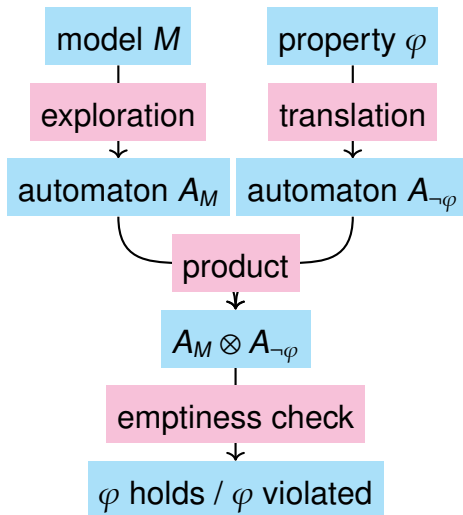 model M
property φ
exploration
translation
automaton A_M
automaton A_¬φ
product
A_M ⊗ A_¬φ
emptiness check
φ holds / φ violated